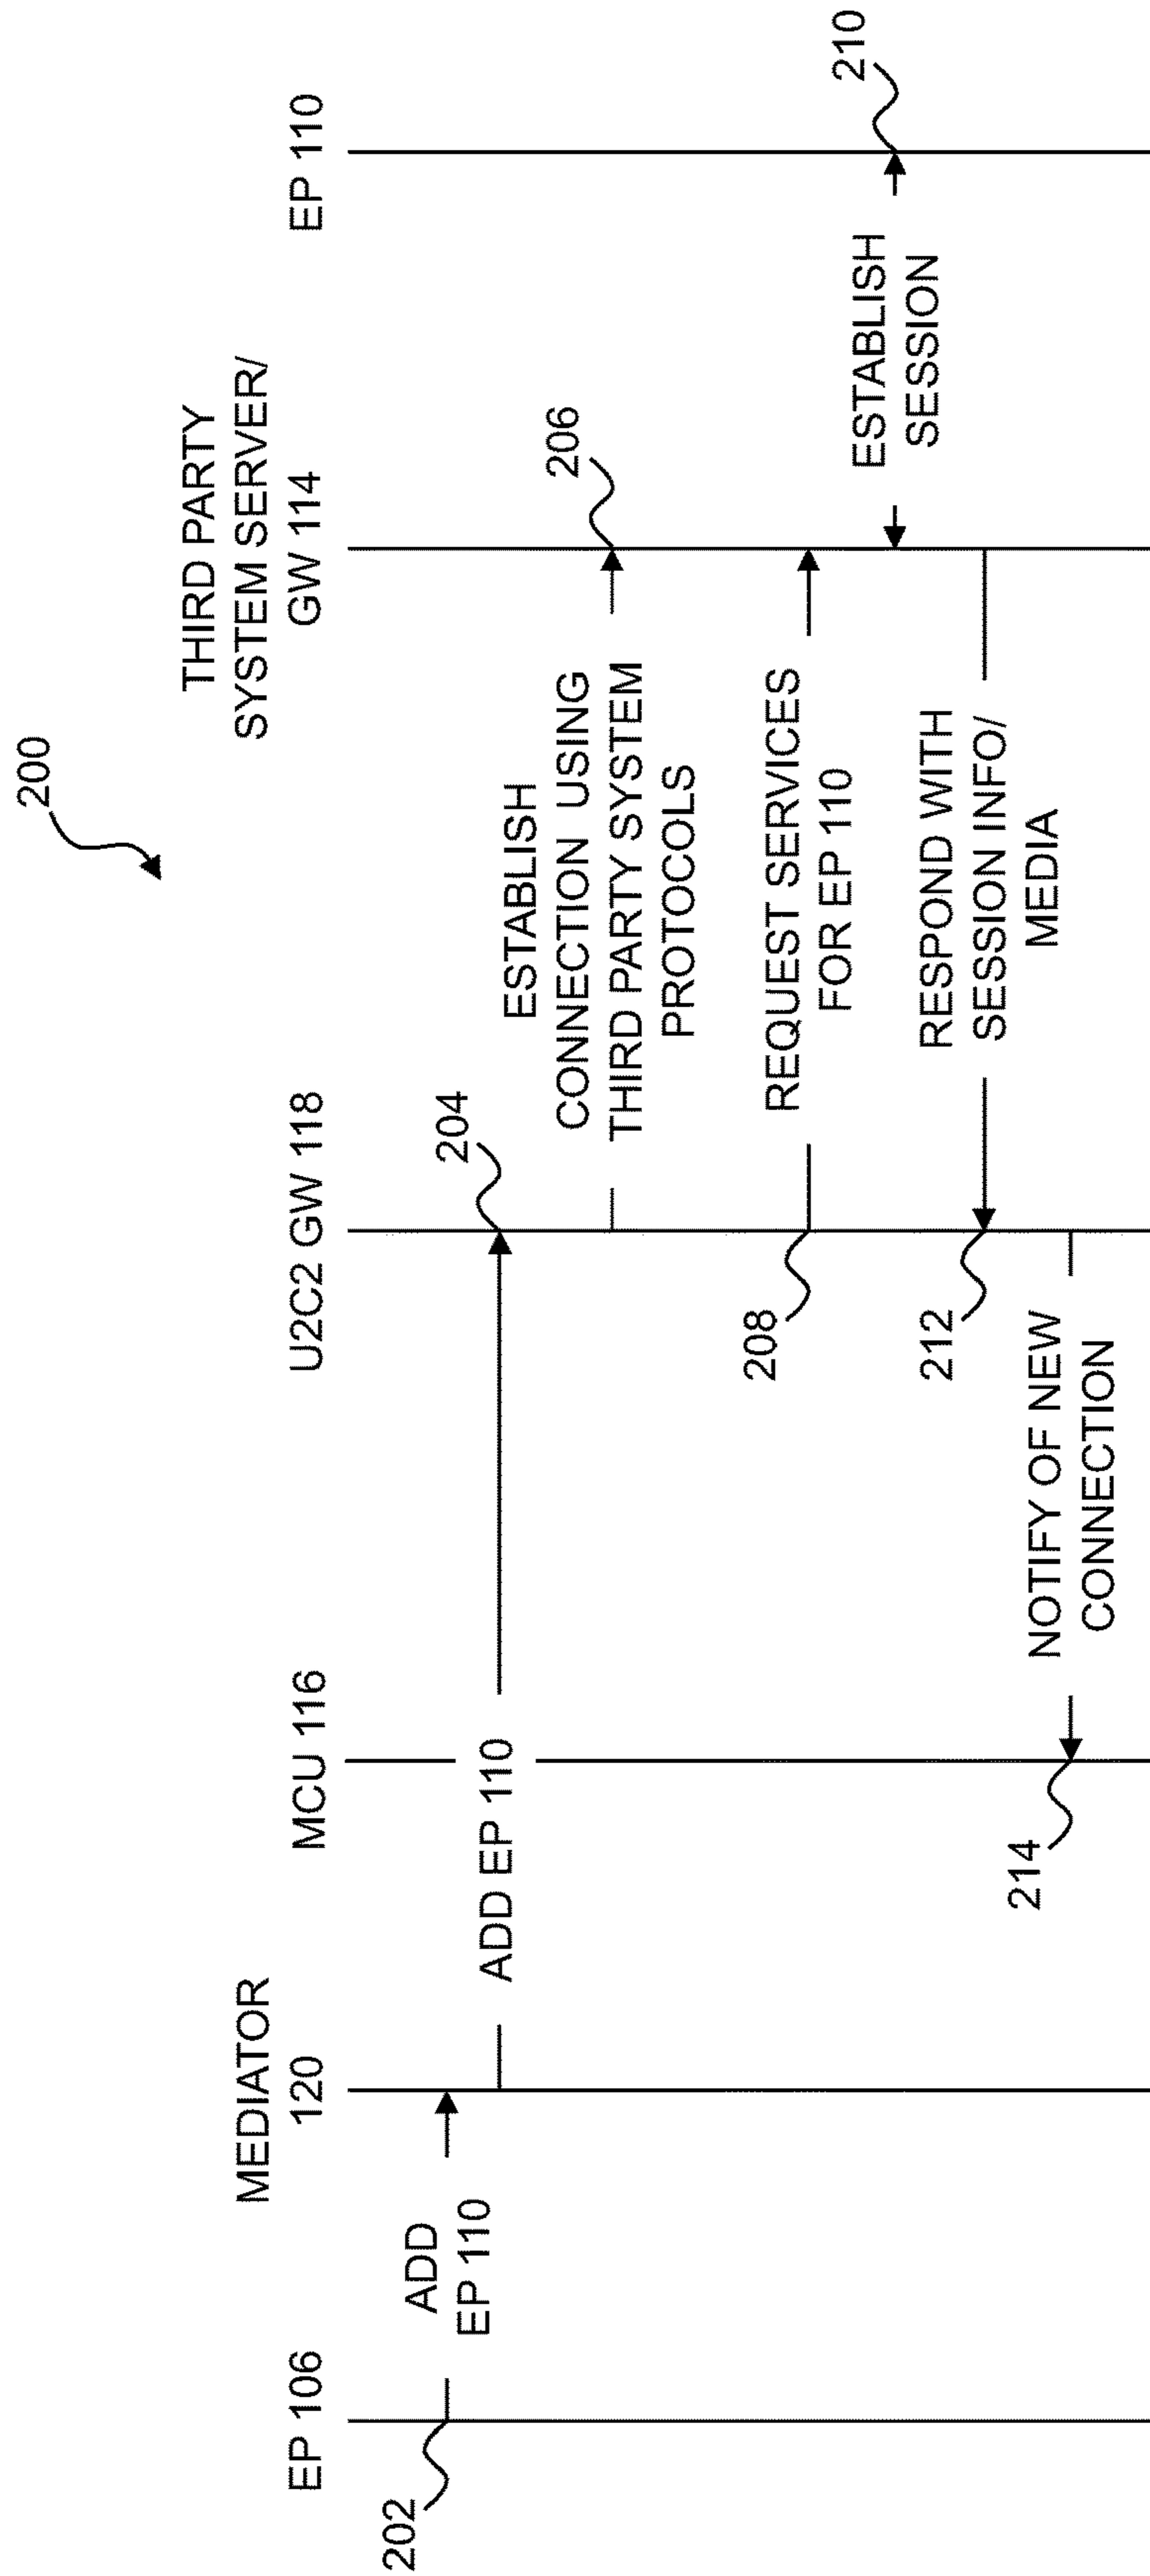 200
EP 106
MEDIATOR
120
MCU 116
U2C2 GW 118
THIRD PARTY
SYSTEM SERVER/
GW 114
EP 110
202
ADD
EP 110
ADD EP 110
204
ESTABLISH
CONNECTION USING
THIRD PARTY SYSTEM
PROTOCOLS
206
208
REQUEST SERVICES
FOR EP 110
ESTABLISH
SESSION
210
212
RESPOND WITH
SESSION INFO/
MEDIA
214
NOTIFY OF NEW
CONNECTION